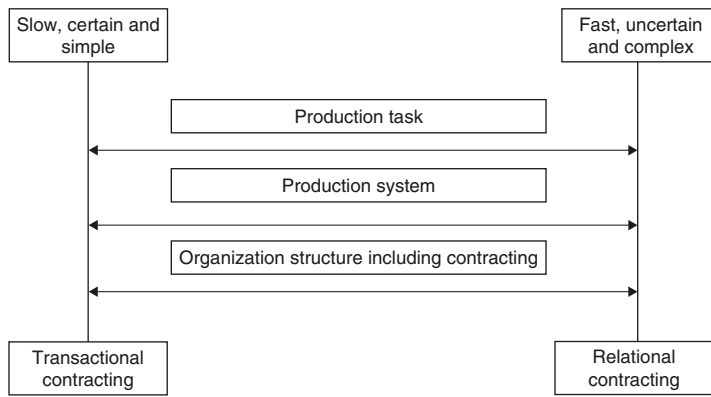 Slow, certain and
simple
Fast, uncertain
and complex
Production task
Production system
Organization structure including contracting
Transactional
contracting
Relational
contracting